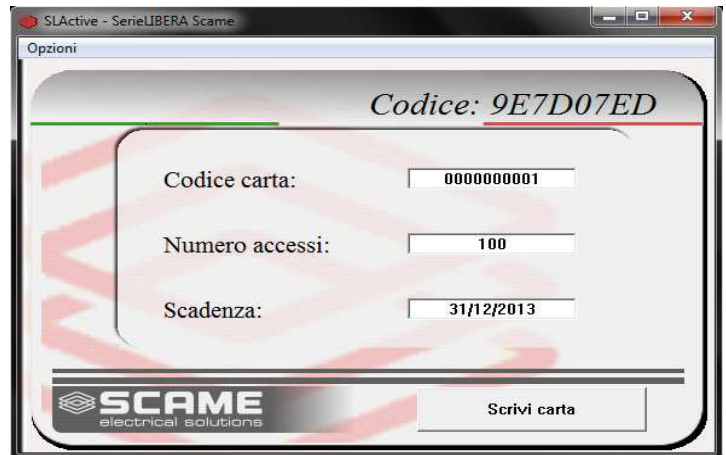 SLActive - SerieLIBERA Scame
Opzioni
Codice: 9E7D07ED
Codice carta: 0000000001
Numero accessi: 100
Scadenza: 31/12/2013
SCAME
electrical solutions
Scrivi carta